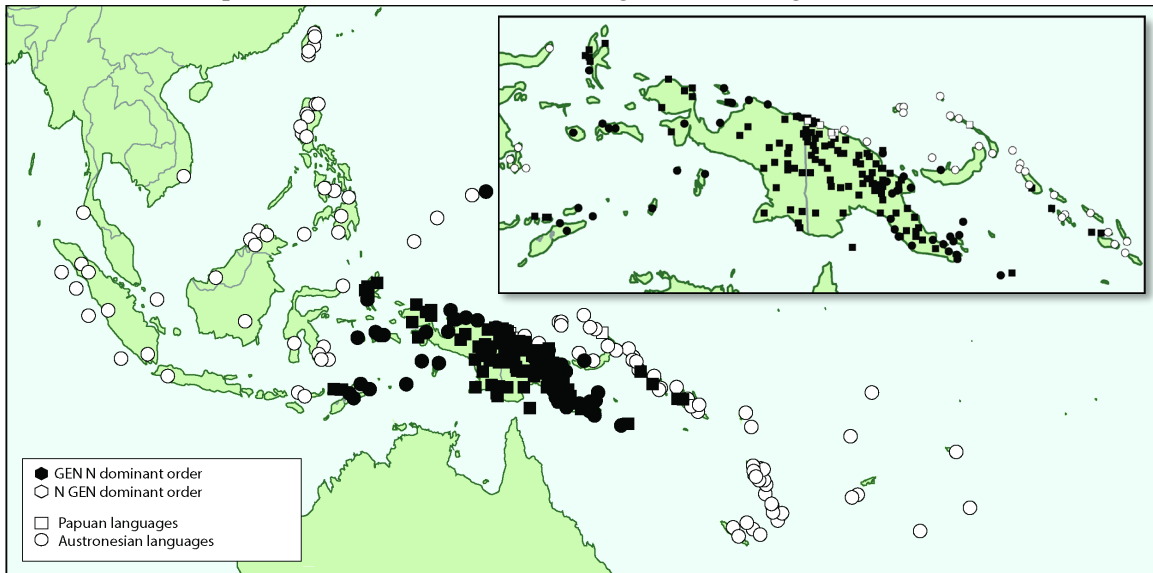 GEN N dominant order
N GEN dominant order
Papuan languages
Austronesian languages